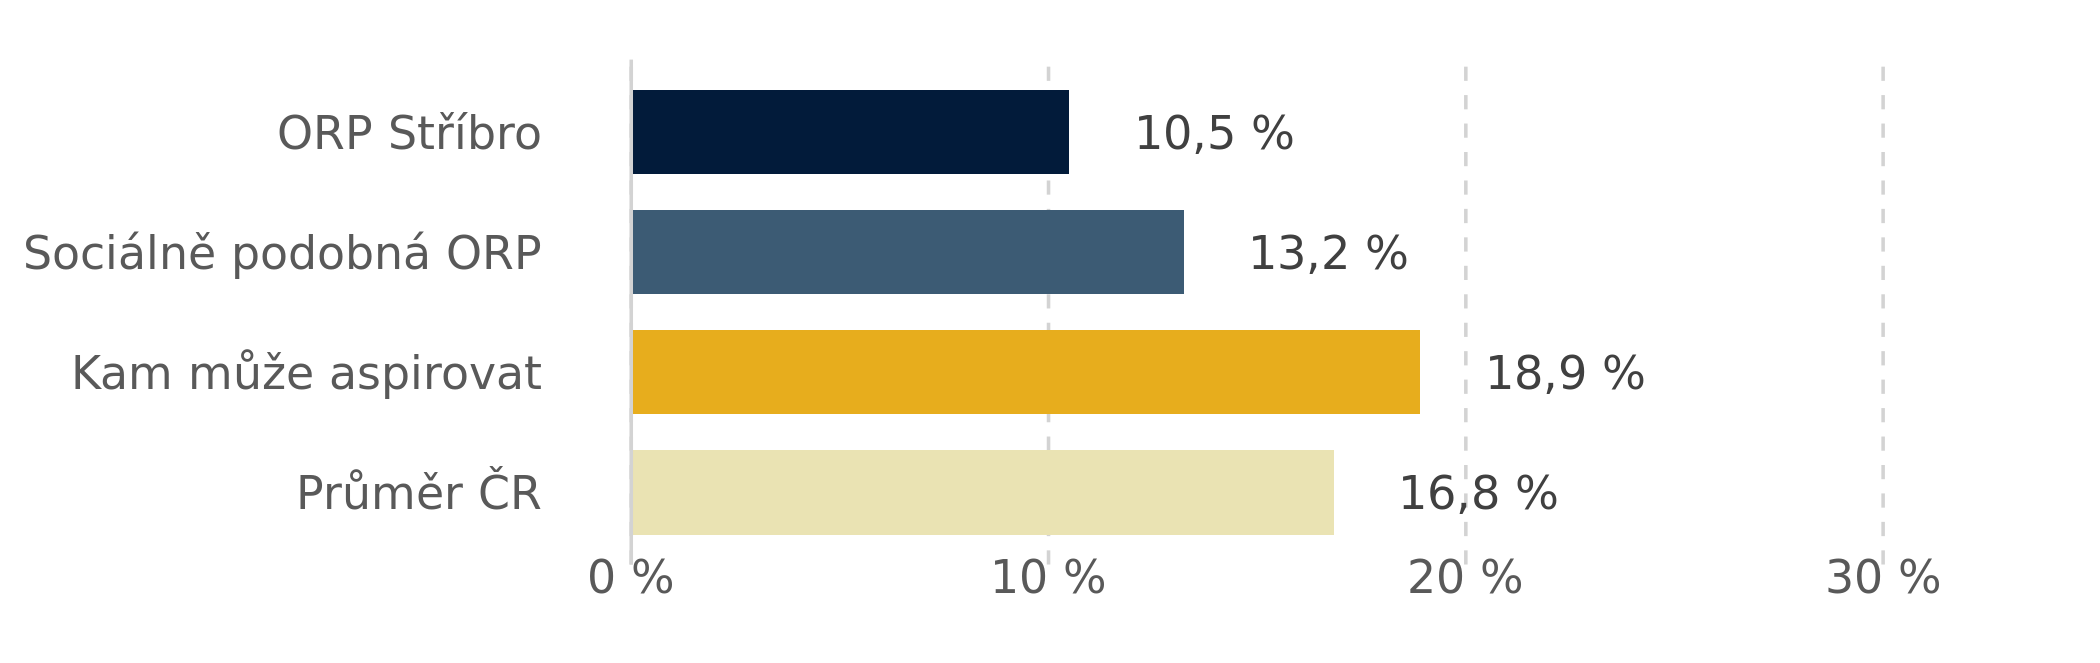 ORP Stříbro 10,5 %
Sociálně podobná ORP 13,2 %
Kam může aspirovat 18,9 %
Průměr ČR 16,8 %
0 % 10 % 20 % 30 %